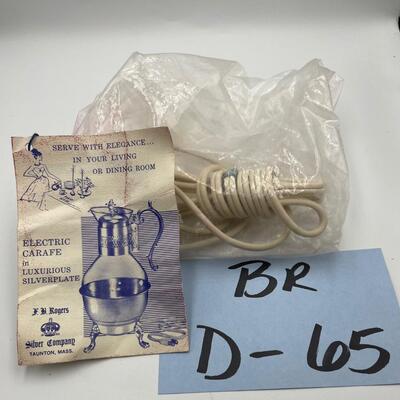 SERVE WITH ELEGANCE...
IN YOUR LIVING
OR DINING ROOM
ELECTRIC
CARAFE
in
LUXURIOUS
SILVERPLATE
F. B. Rogers
Silver Company
TAUNTON, MASS.
BR
D-65